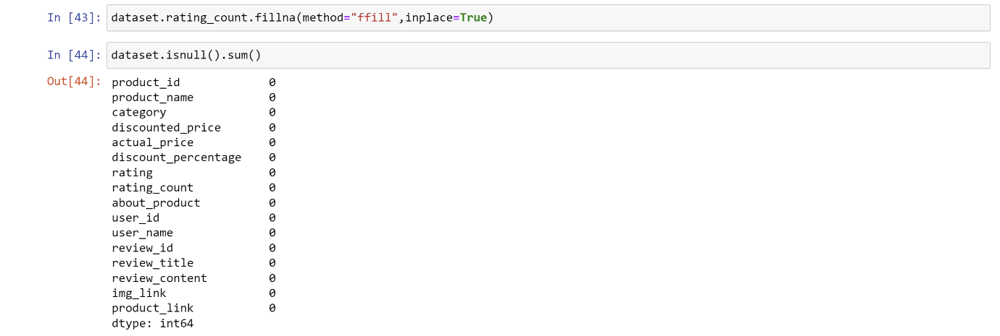 In [43]: dataset.rating_count.fillna(method="ffill",inplace=True)
In [44]: dataset.isnull().sum()
Out[44]: product_id 0
product_name 0
category 0
discounted_price 0
actual_price 0
discount_percentage 0
rating 0
rating_count 0
about_product 0
user_id 0
user_name 0
review_id 0
review_title 0
review_content 0
img_link 0
product_link 0
dtype: int64